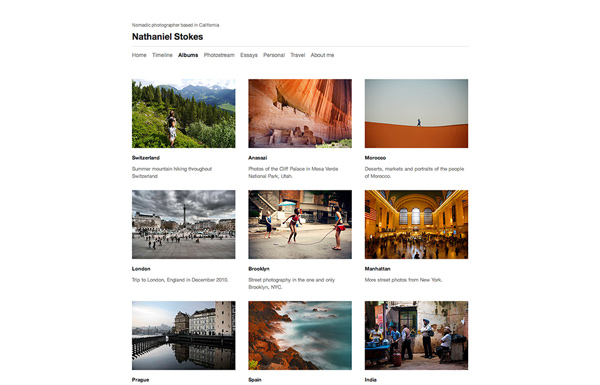 Nomadic photographer based in California
Nathaniel Stokes
Home Timeline Albums Photostream Essays Personal Travel About me
Switzerland
Summer mountain hiking throughout
Switzerland
Anasazi
Photos of the Cliff Palace in Mesa Verde
National Park, Utah.
Morocco
Deserts, markets and portraits of the people
of Morocco.
London
Trip to London, England in December 2010.
Brooklyn
Street photography in the one and only
Brooklyn, NYC.
Manhattan
More street photos from New York.
Prague
Spain
India